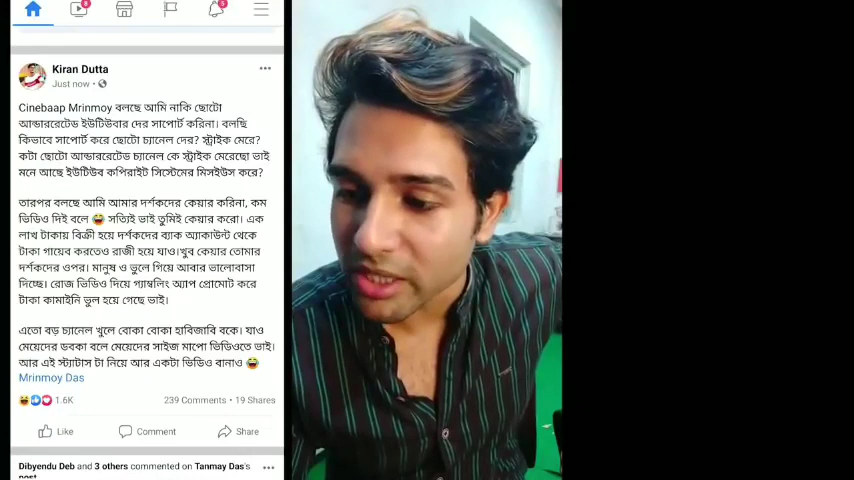 8
5
Kiran Dutta
Just now
Cinebaap Mrinmoy বলছে আমি নাকি ছোটো
আন্ডাররেটেড ইউটিউবার দের সাপোর্ট করিনা। বলছি
কিভাবে সাপোর্ট করে ছোটো চ্যানেল দের? স্ট্রাইক মেরে?
কটা ছোটো আন্ডাররেটেড চ্যানেল কে স্ট্রাইক মেরেছো ভাই
মনে আছে ইউটিউব কপিরাইট সিস্টেমের মিসইউস করে?
তারপর বলছে আমি আমার দর্শকদের কেয়ার করিনা, কম
ভিডিও দিই বলে 😂 সত্যিই ভাই তুমিই কেয়ার করো। এক
লাখ টাকায় বিক্রী হয়ে দর্শকদের ব্যাক অ্যাকাউন্ট থেকে
টাকা গায়েব করতেও রাজী হয়ে যাও।খুব কেয়ার তোমার
দর্শকদের ওপর। মানুষ ও ভুলে গিয়ে আবার ভালোবাসা
দিচ্ছে। রোজ ভিডিও দিয়ে গ্যাম্বলিং অ্যাপ প্রোমোট করে
টাকা কামাইনি ভুল হয়ে গেছে ভাই।
এতো বড় চ্যানেল খুলে বোকা বোকা হাবিজাবি বকে। যাও
মেয়েদের ডবকা বলে মেয়েদের সাইজ মাপো ভিডিওতে ভাই।
আর এই স্ট্যাটাস টা নিয়ে আর একটা ভিডিও বানাও 😂
Mrinmoy Das
1.6K 239 Comments • 19 Shares
Like Comment Share
Dibyendu Deb and 3 others commented on Tanmay Das's
post.